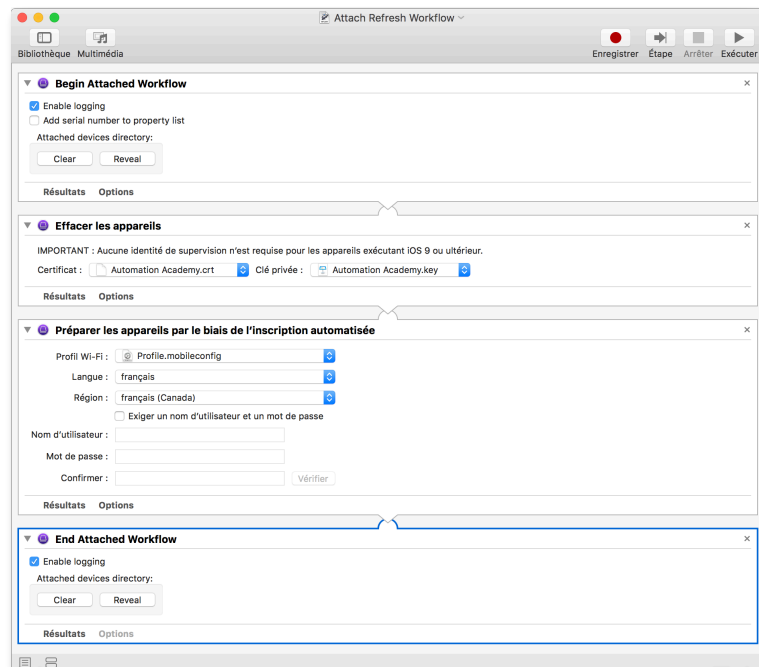 Attach Refresh Workflow
Bibliothèque Multimédia Enregistrer Étape Arrêter Exécuter
Begin Attached Workflow
Enable logging
Add serial number to property list
Attached devices directory:
Clear Reveal
Résultats Options
Effacer les appareils
IMPORTANT : Aucune identité de supervision n'est requise pour les appareils exécutant iOS 9 ou ultérieur.
Certificat : Automation Academy.crt Clé privée : Automation Academy.key
Résultats Options
Préparer les appareils par le biais de l'inscription automatisée
Profil Wi-Fi : Profile.mobileconfig
Langue : français
Région : français (Canada)
Exiger un nom d'utilisateur et un mot de passe
Nom d'utilisateur :
Mot de passe :
Confirmer : Vérifier
Résultats Options
End Attached Workflow
Enable logging
Attached devices directory:
Clear Reveal
Résultats Options